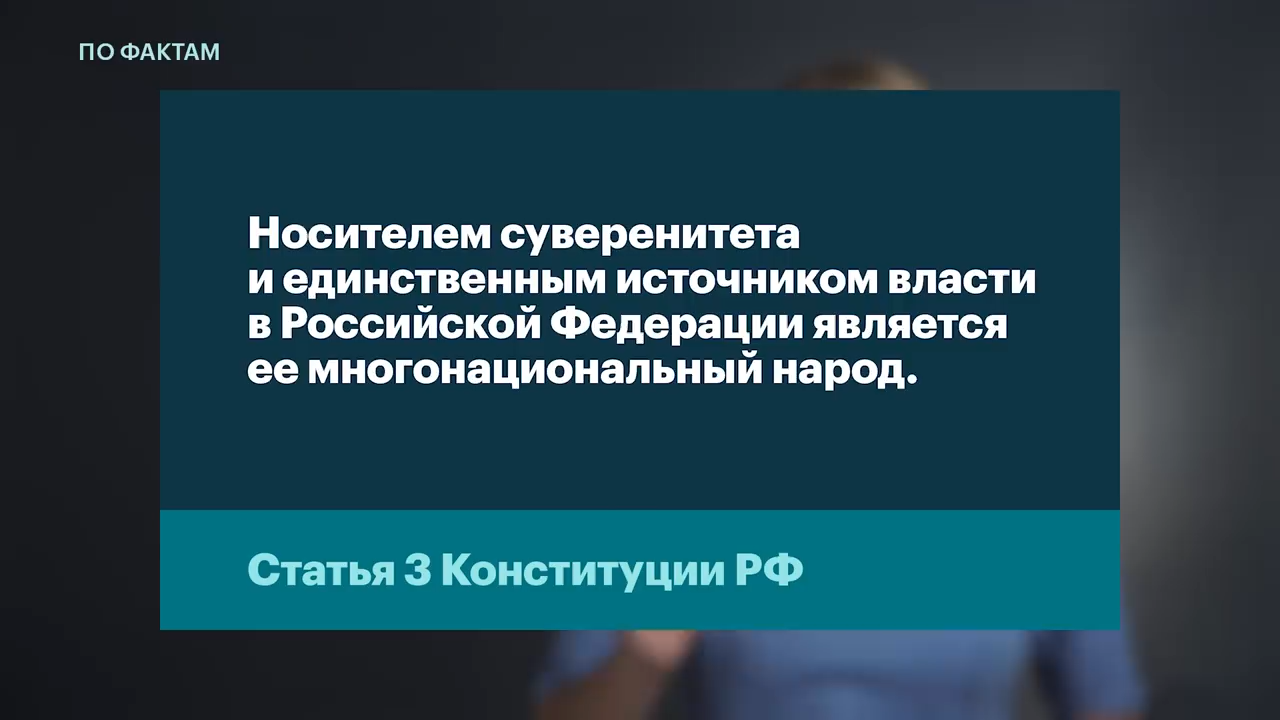 ПО ФАКТАМ
Носителем суверенитета
и единственным источником власти
в Российской Федерации является
ее многонациональный народ.
Статья 3 Конституции РФ